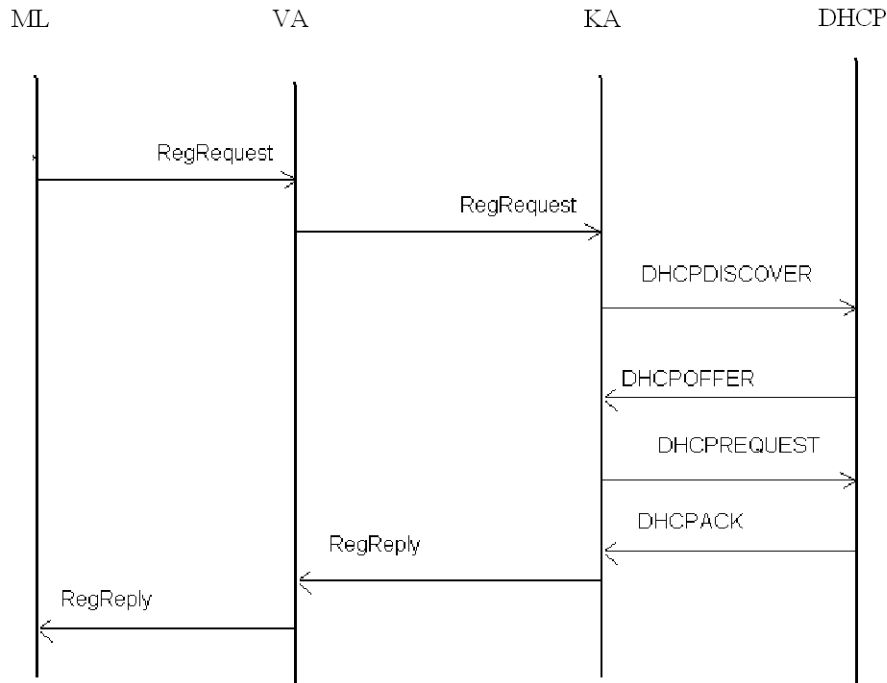 ML VA KA DHCP
RegRequest
RegRequest
DHCPDISCOVER
DHCPOFFER
DHCPREQUEST
DHCPACK
RegReply
RegReply